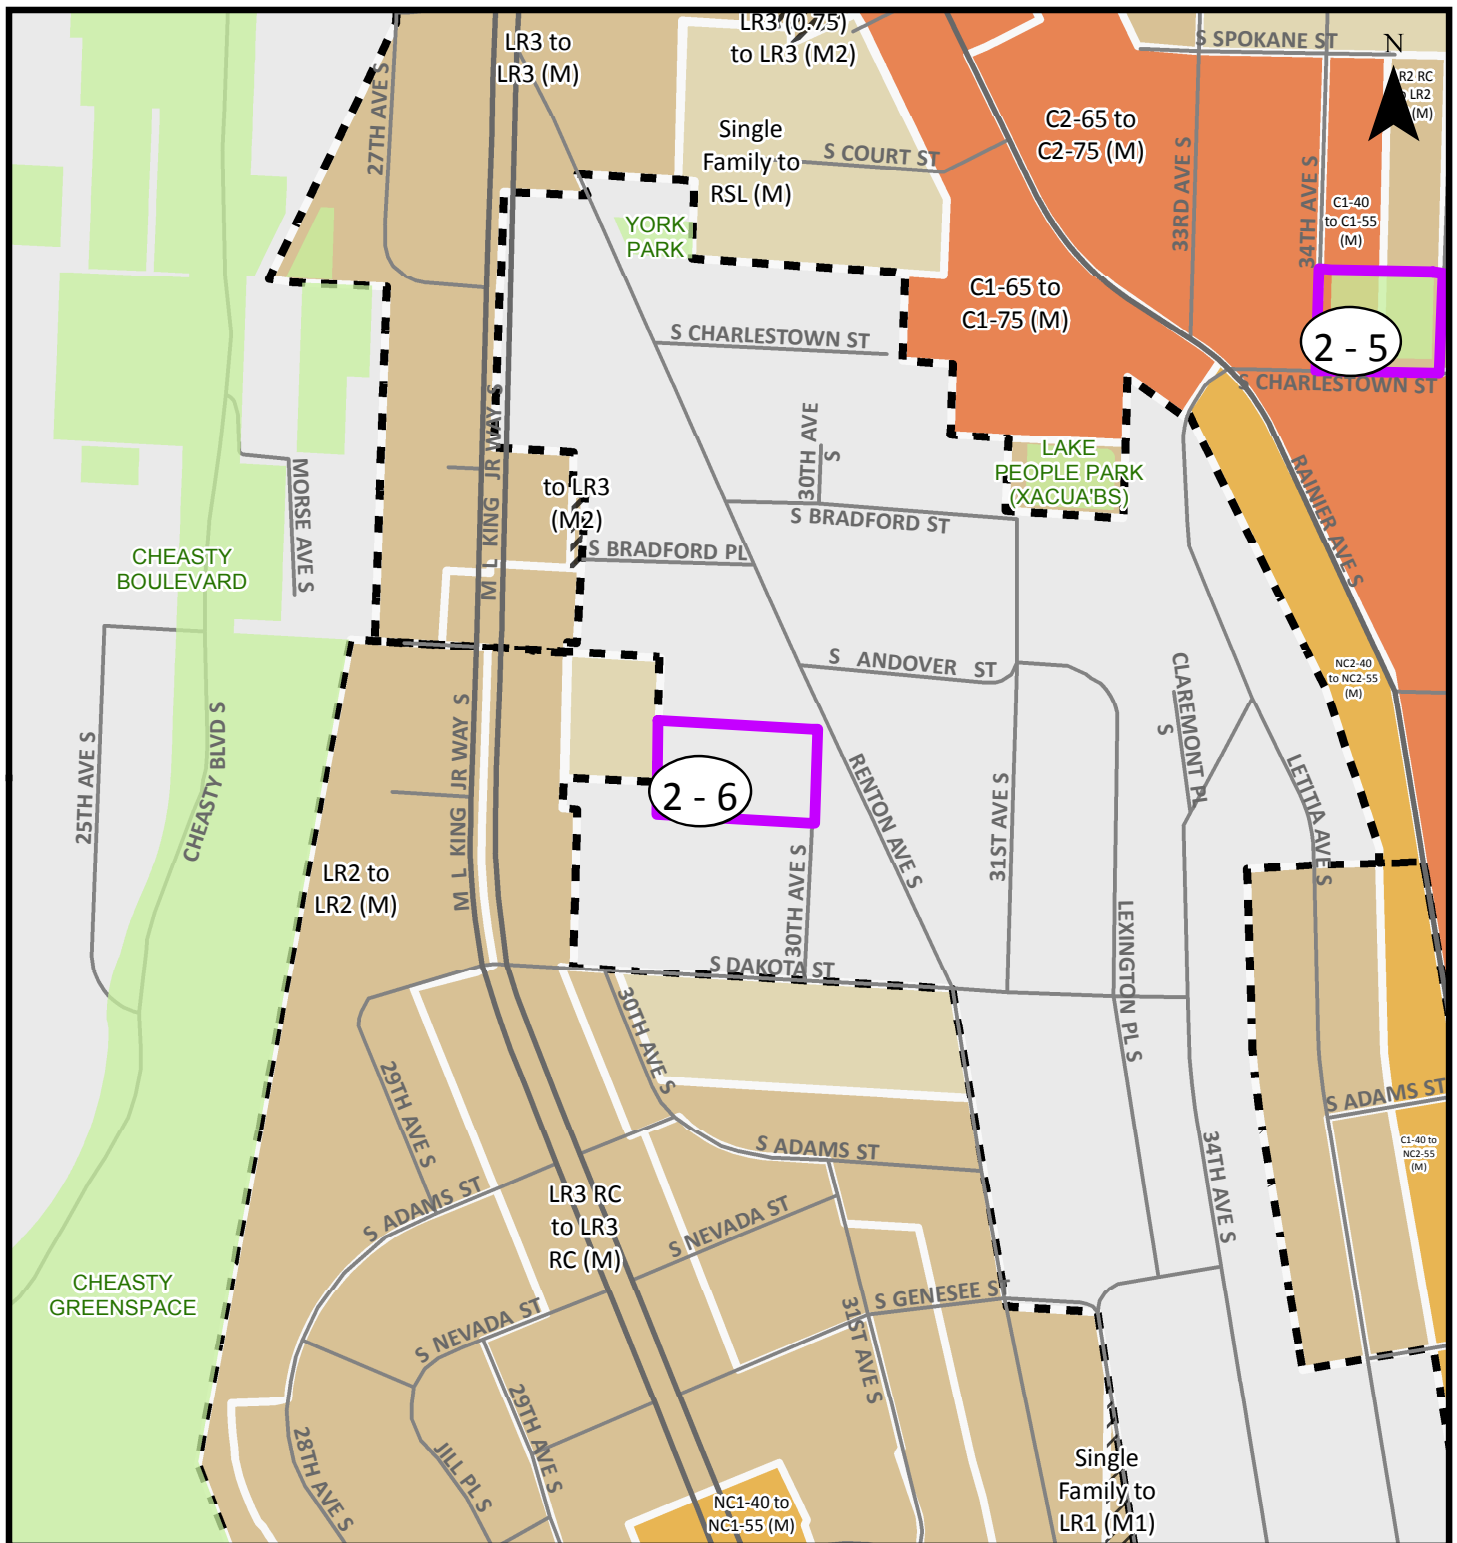 LR3 to
LR3 (M)
LR3 (0.75)
to LR3 (M2)
S SPOKANE ST
N
R2 RC
LR2
(M)
27TH AVE S
Single
Family to
RSL (M)
S COURT ST
C2-65 to
C2-75 (M)
33RD AVE S
34TH AVE S
C1-40
to C1-55
(M)
YORK
PARK
C1-65 to
C1-75 (M)
S CHARLESTOWN ST
2 - 5
S CHARLESTOWN ST
M L KING JR WAY S
30TH AVE
S
LAKE
PEOPLE PARK
(XACUA'BS)
MORSE AVE S
to LR3
(M2)
S BRADFORD ST
S BRADFORD PL
RAINIER AVE S
CHEASTY
BOULEVARD
S ANDOVER ST
CLAREMONT PL
S
NC2-40
to NC2-55
(M)
25TH AVE S
CHEASTY BLVD S
M L KING JR WAY S
2 - 6
RENTON AVE S
31ST AVE S
LETITIA AVE S
LR2 to
LR2 (M)
30TH AVE S
LEXINGTON PL S
S DAKOTA ST
30TH AVE S
29TH AVE S
S ADAMS ST
S ADAMS ST
C1-40 to
NC2-55
(M)
34TH AVE S
S ADAMS ST
LR3 RC
to LR3
RC (M)
S NEVADA ST
CHEASTY
GREENSPACE
S GENESEE ST
S NEVADA ST
31ST AVE S
29TH AVE S
28TH AVE S
JILL PL S
NC1-40 to
NC1-55 (M)
Single
Family to
LR1 (M1)